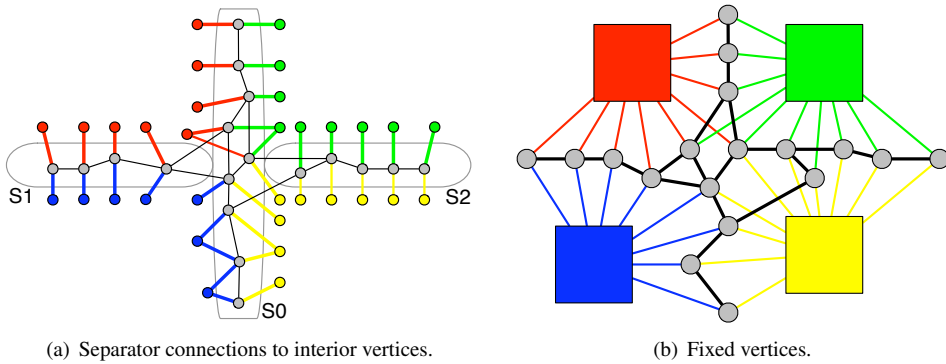 S1
S2
S0
(a) Separator connections to interior vertices.
(b) Fixed vertices.